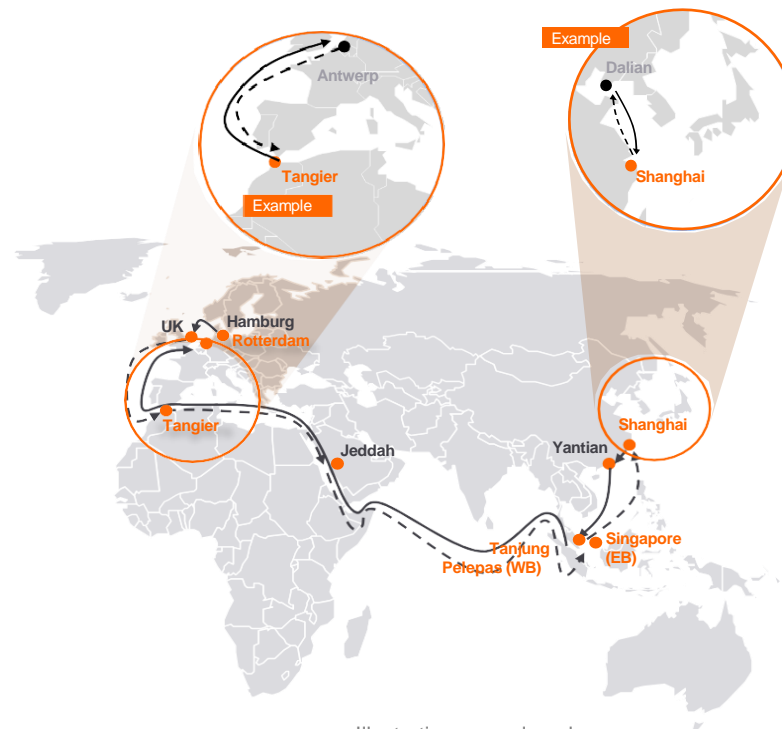 Example
Antwerp
Tangier
Example
Dalian
Shanghai
UK
Hamburg
Rotterdam
Tangier
Jeddah
Shanghai
Yantian
Tanjung
Pelepas (WB)
Singapore
(EB)